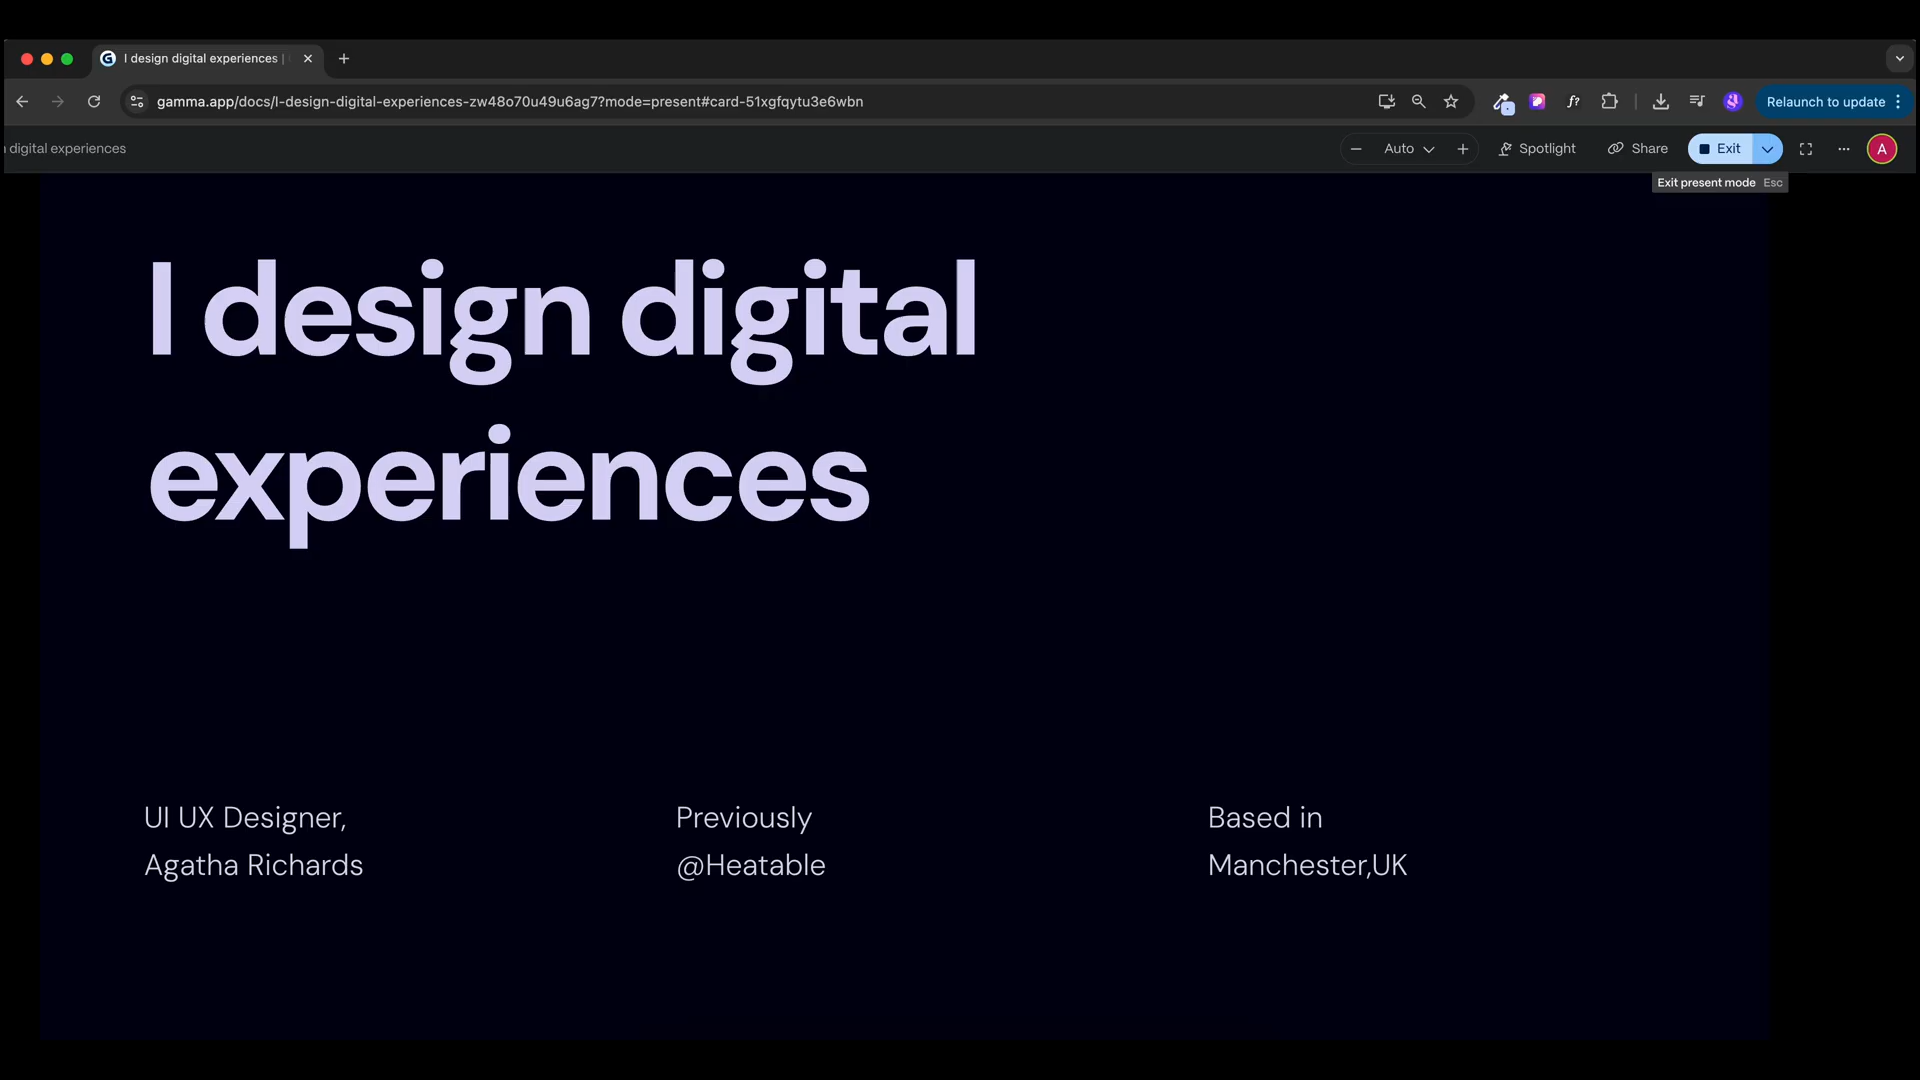 I design digital experiences |
gamma.app/docs/I-design-digital-experiences-zw48o70u49u6ag7?mode=present#card-51xgfqytu3e6wbn
f?
Relaunch to update
digital experiences
Auto
Spotlight
Share
Exit
A
Exit present mode Esc
I design digital
experiences
UI UX Designer,
Agatha Richards
Previously
@Heatable
Based in
Manchester,UK